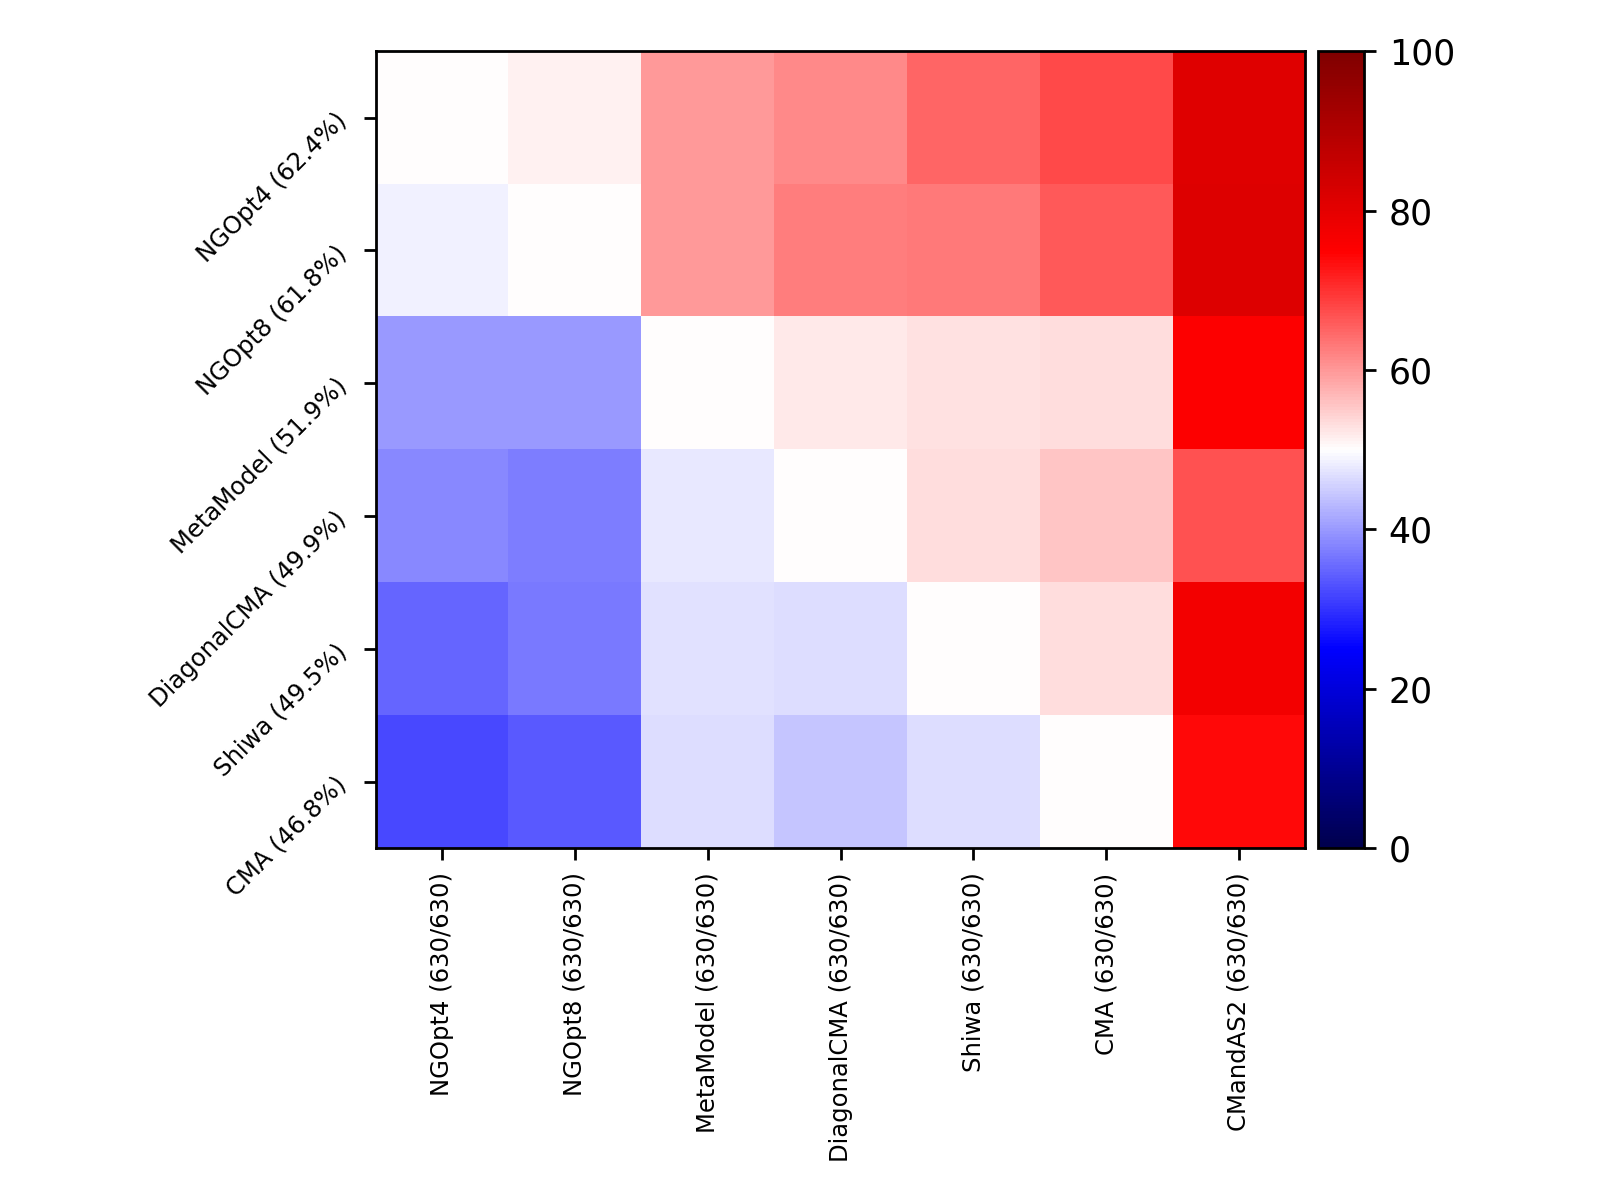 NGOpt4 (62.4%)
NGOpt8 (61.8%)
MetaModel (51.9%)
DiagonalCMA (49.9%)
Shiwa (49.5%)
CMA (46.8%)
NGOpt4 (630/630)
NGOpt8 (630/630)
MetaModel (630/630)
DiagonalCMA (630/630)
Shiwa (630/630)
CMA (630/630)
CMandAS2 (630/630)
100
80
60
40
20
0